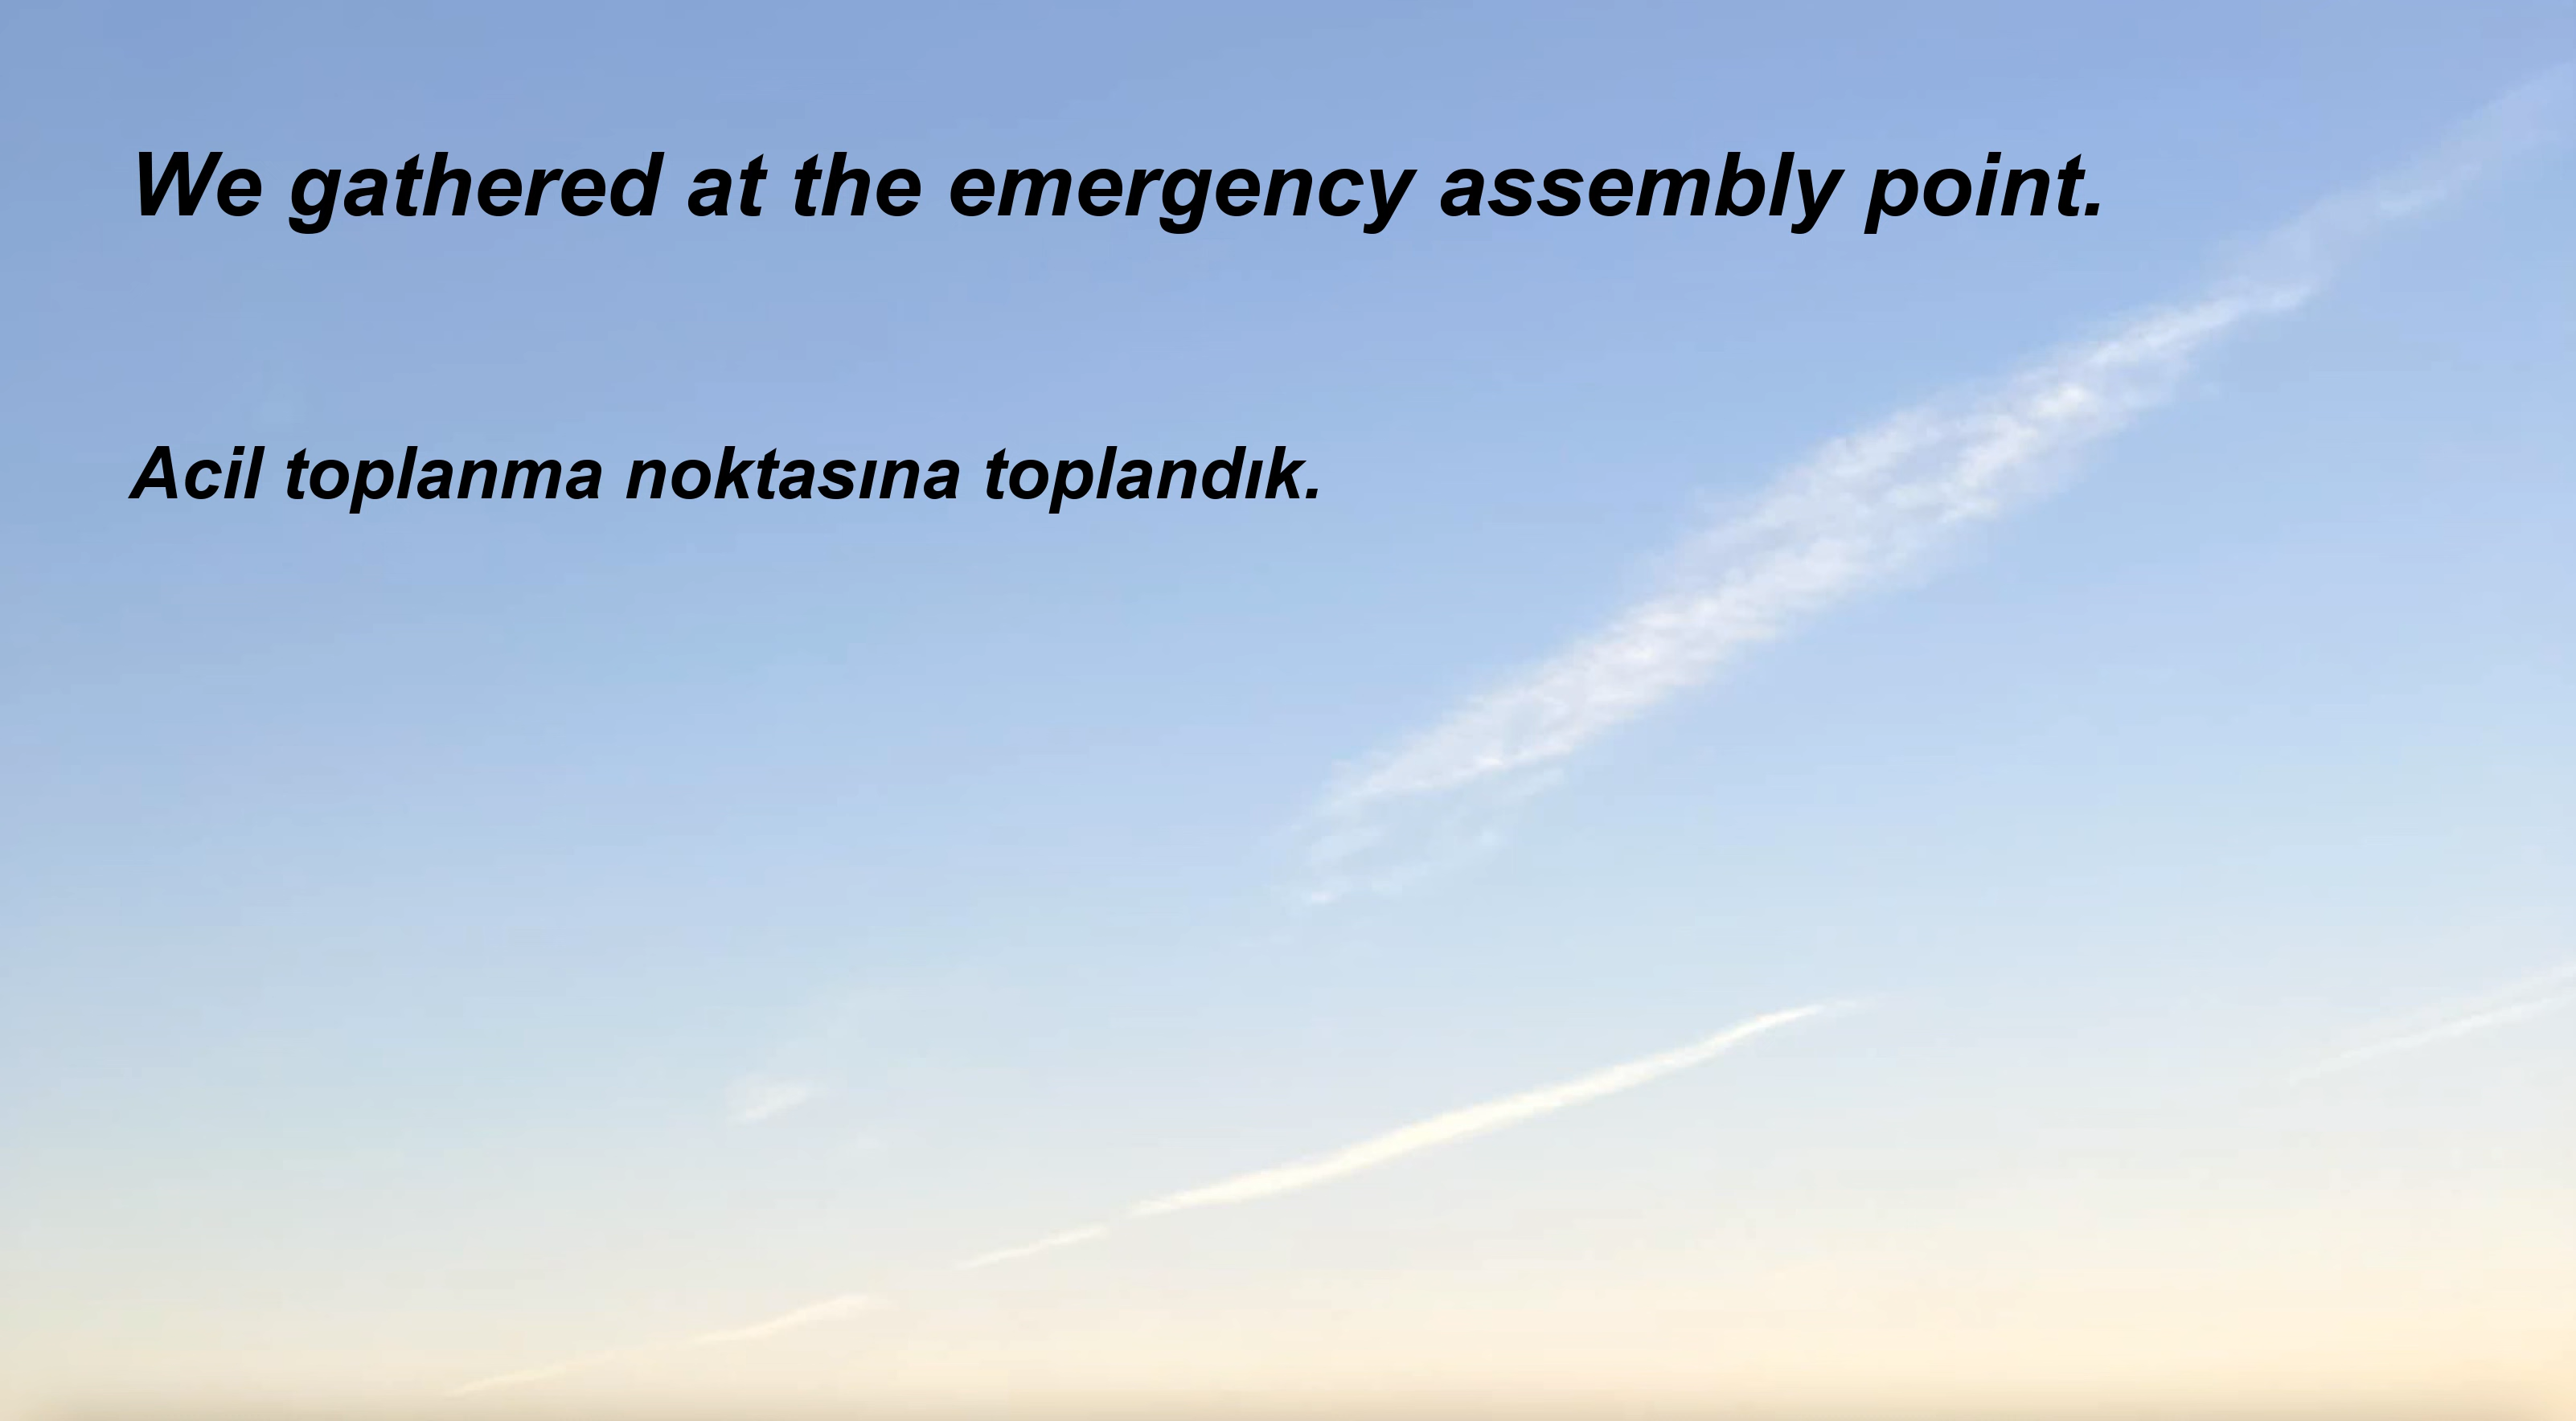 We gathered at the emergency assembly point.
Acil toplanma noktasına toplandık.